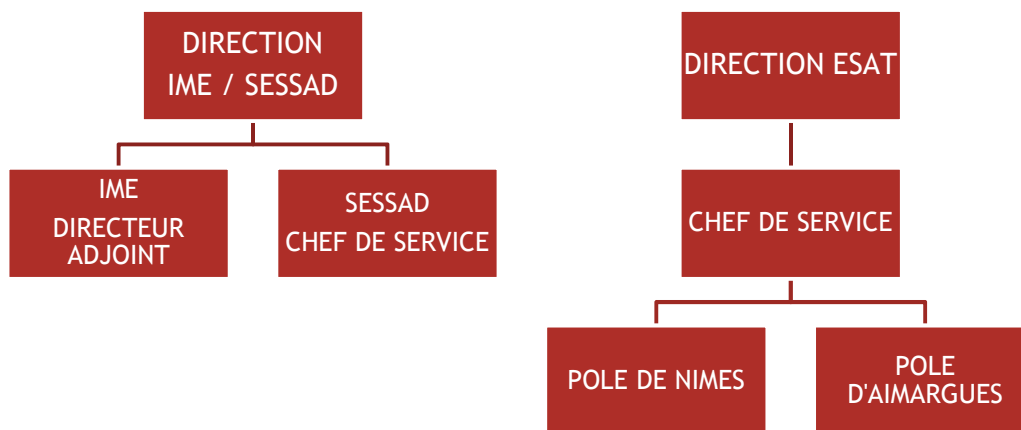 DIRECTION
IME / SESSAD
IME
DIRECTEUR
ADJOINT
SESSAD
CHEF DE SERVICE
DIRECTION ESAT
CHEF DE SERVICE
POLE DE NIMES
POLE
D'AIMARGUES